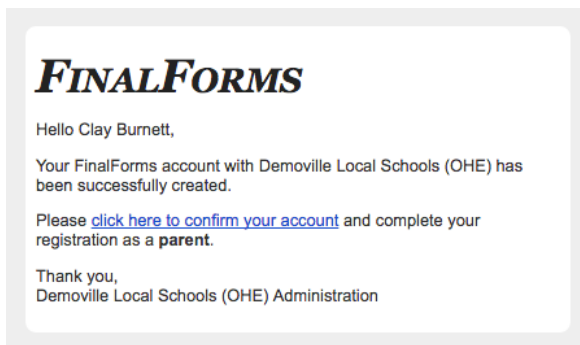 FINALFORMS
Hello Clay Burnett,
Your FinalForms account with Demoville Local Schools (OHE) has
been successfully created.
Please click here to confirm your account and complete your
registration as a parent.
Thank you,
Demoville Local Schools (OHE) Administration